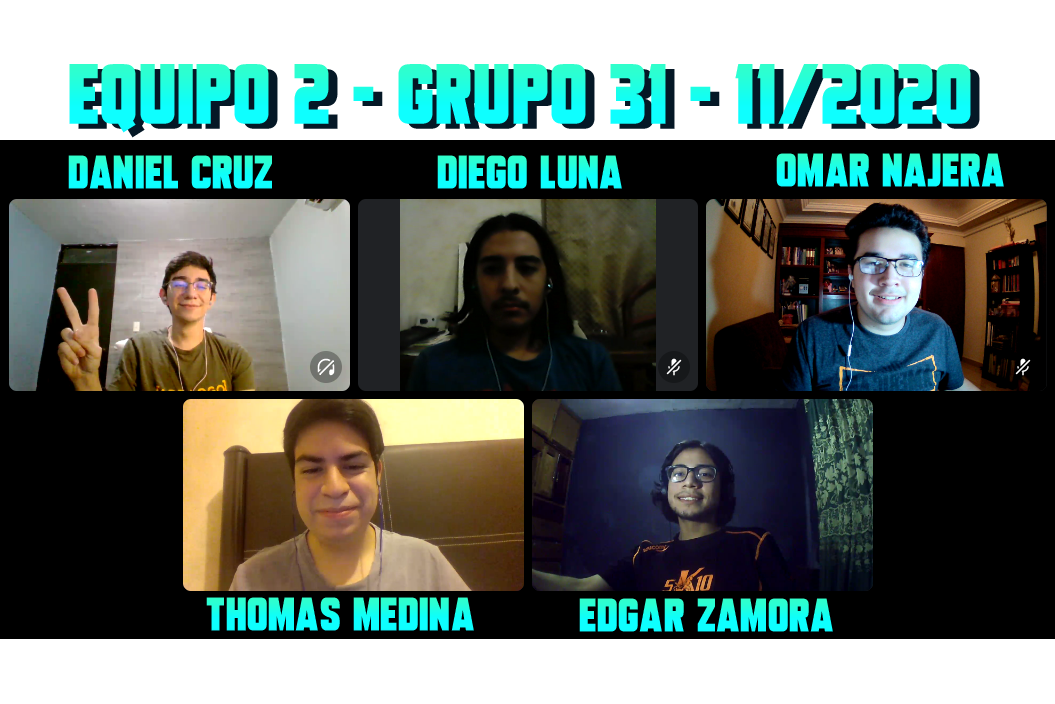 EQUIPO 2 - GRUPO 31 - 11/2020
DANIEL CRUZ
DIEGO LUNA
OMAR NAJERA
THOMAS MEDINA
EDGAR ZAMORA